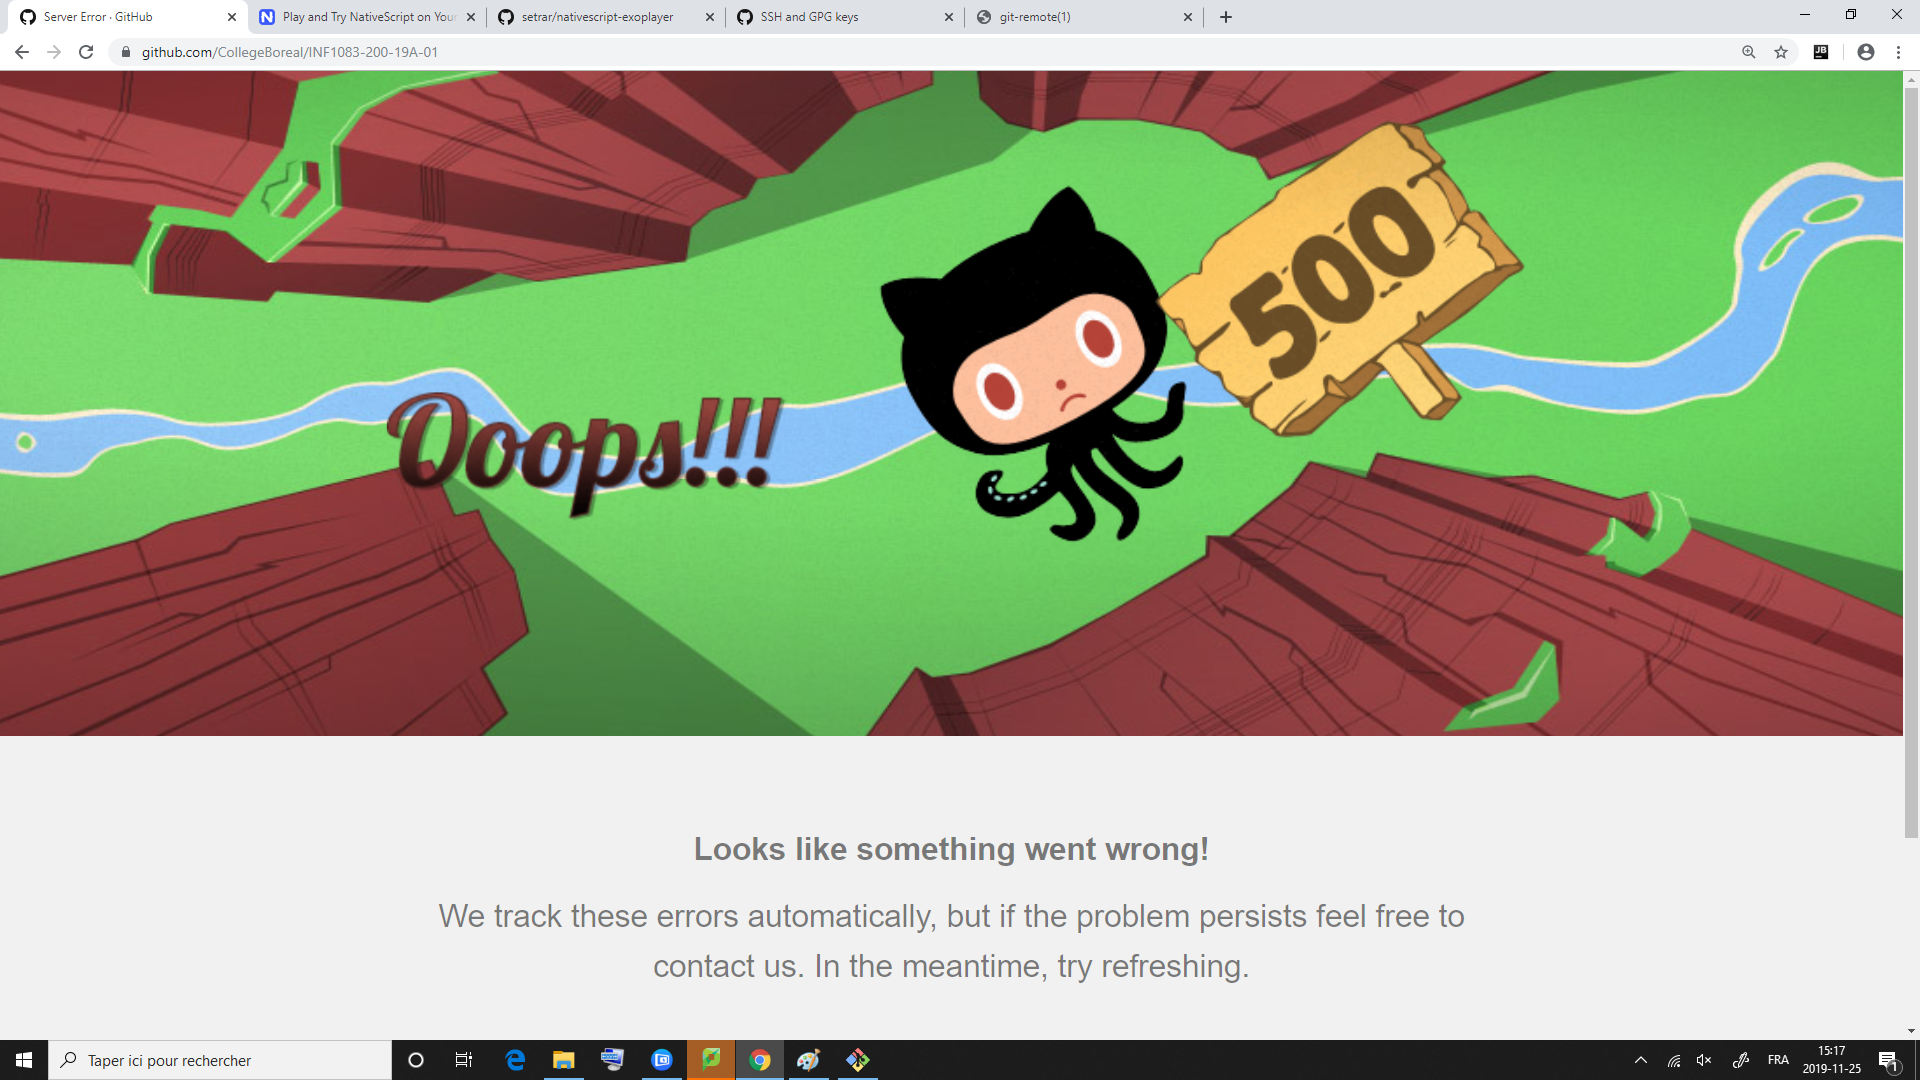 Server Error · GitHub
Play and Try NativeScript on Your
setrar/nativescript-exoplayer
SSH and GPG keys
git-remote(1)
github.com/CollegeBoreal/INF1083-200-19A-01
JB
500
Ooops!!!
Looks like something went wrong!
We track these errors automatically, but if the problem persists feel free to
contact us. In the meantime, try refreshing.
Taper ici pour rechercher
FRA
15:17
2019-11-25
1